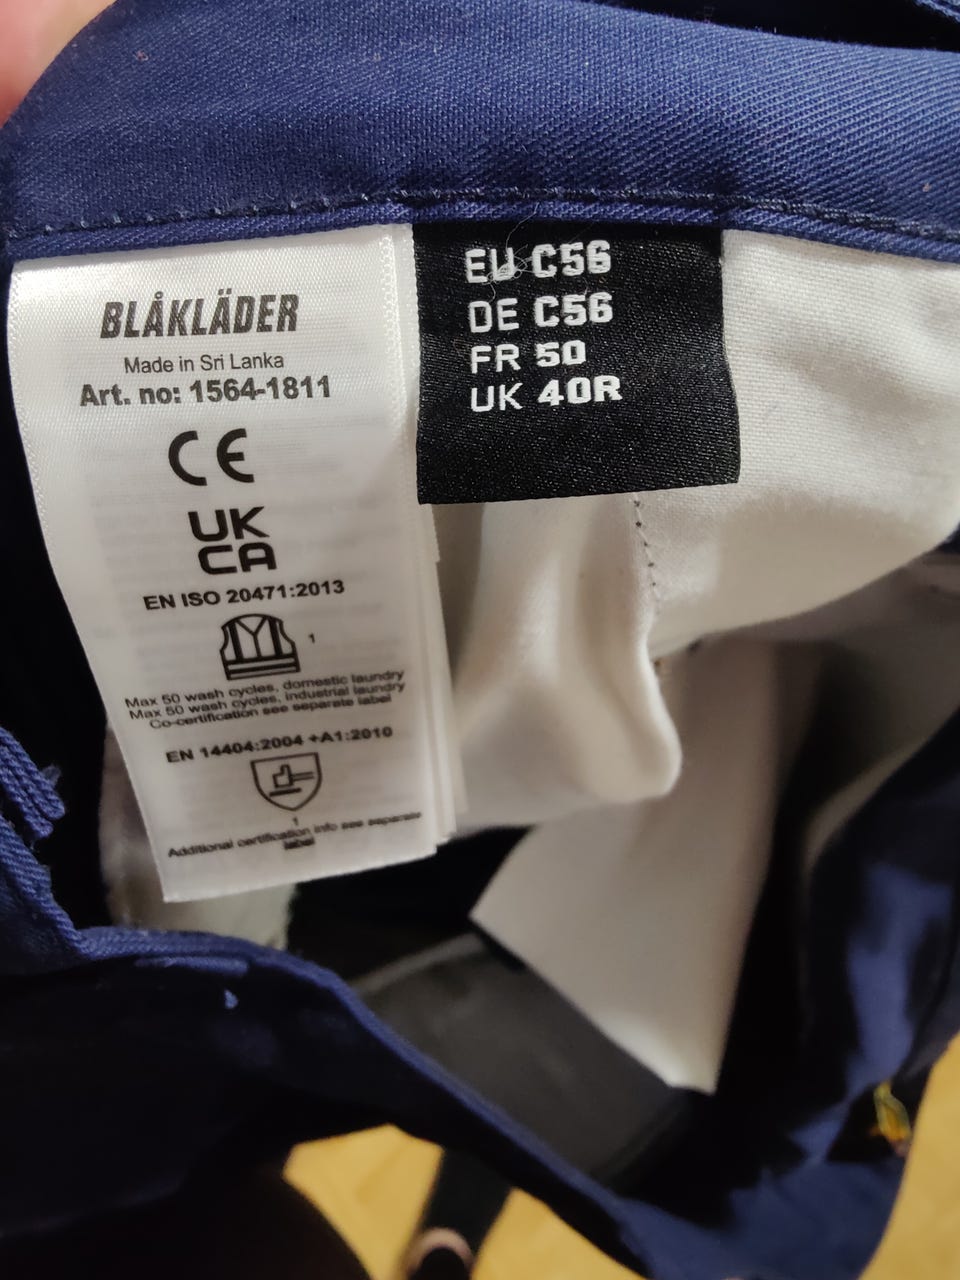 BLÅKLÄDER
Made in Sri Lanka
Art. no: 1564-1811
CE
UK
CA
EN ISO 20471:2013
1
Max 50 wash cycles, domestic laundry
Max 50 wash cycles, industrial laundry
Co-certification see separate label
EN 14404:2004 +A1:2010
1
Additional certification info see separate
label
EU C56
DE C56
FR 50
UK 40R